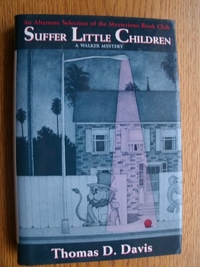 An Alternate Selection of the Mysterious Book Club
SUFFER LITTLE CHILDREN
A WALKER MYSTERY
Thomas D. Davis